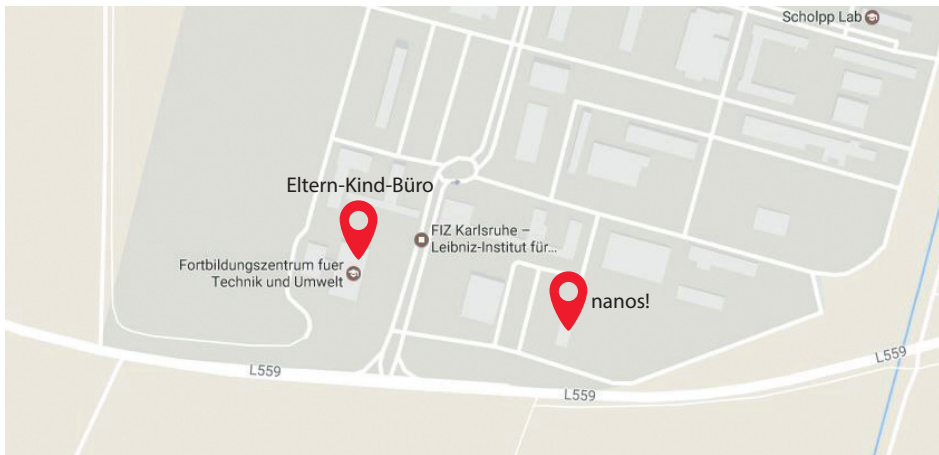 Scholpp Lab
Eltern-Kind-Büro
FIZ Karlsruhe –
Leibniz-Institut für...
Fortbildungszentrum fuer
Technik und Umwelt
nanos!
L559
L559
L559